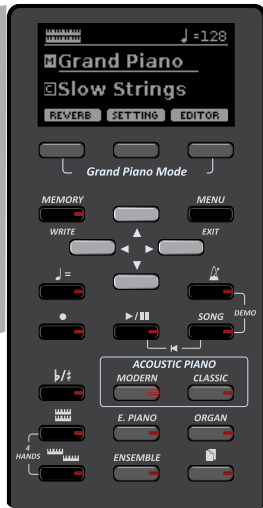 ♩=128
M Grand Piano
C Slow Strings
REVERB SETTING EDITOR
Grand Piano Mode
MEMORY MENU
WRITE EXIT
♩ =
DEMO
▶/❚❚ SONG
ACOUSTIC PIANO
♭/♯ MODERN CLASSIC
E. PIANO ORGAN
4
HANDS
ENSEMBLE